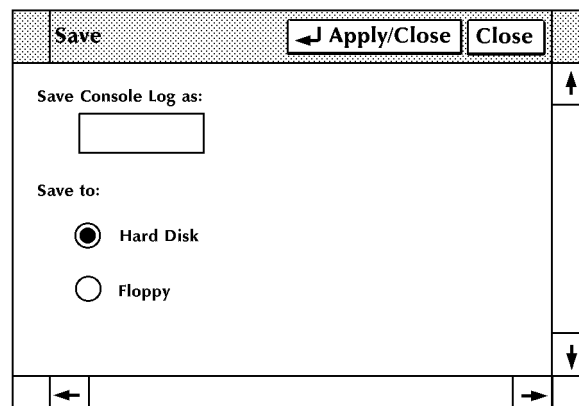 Save
Apply/Close
Close
Save Console Log as:
Save to:
Hard Disk
Floppy